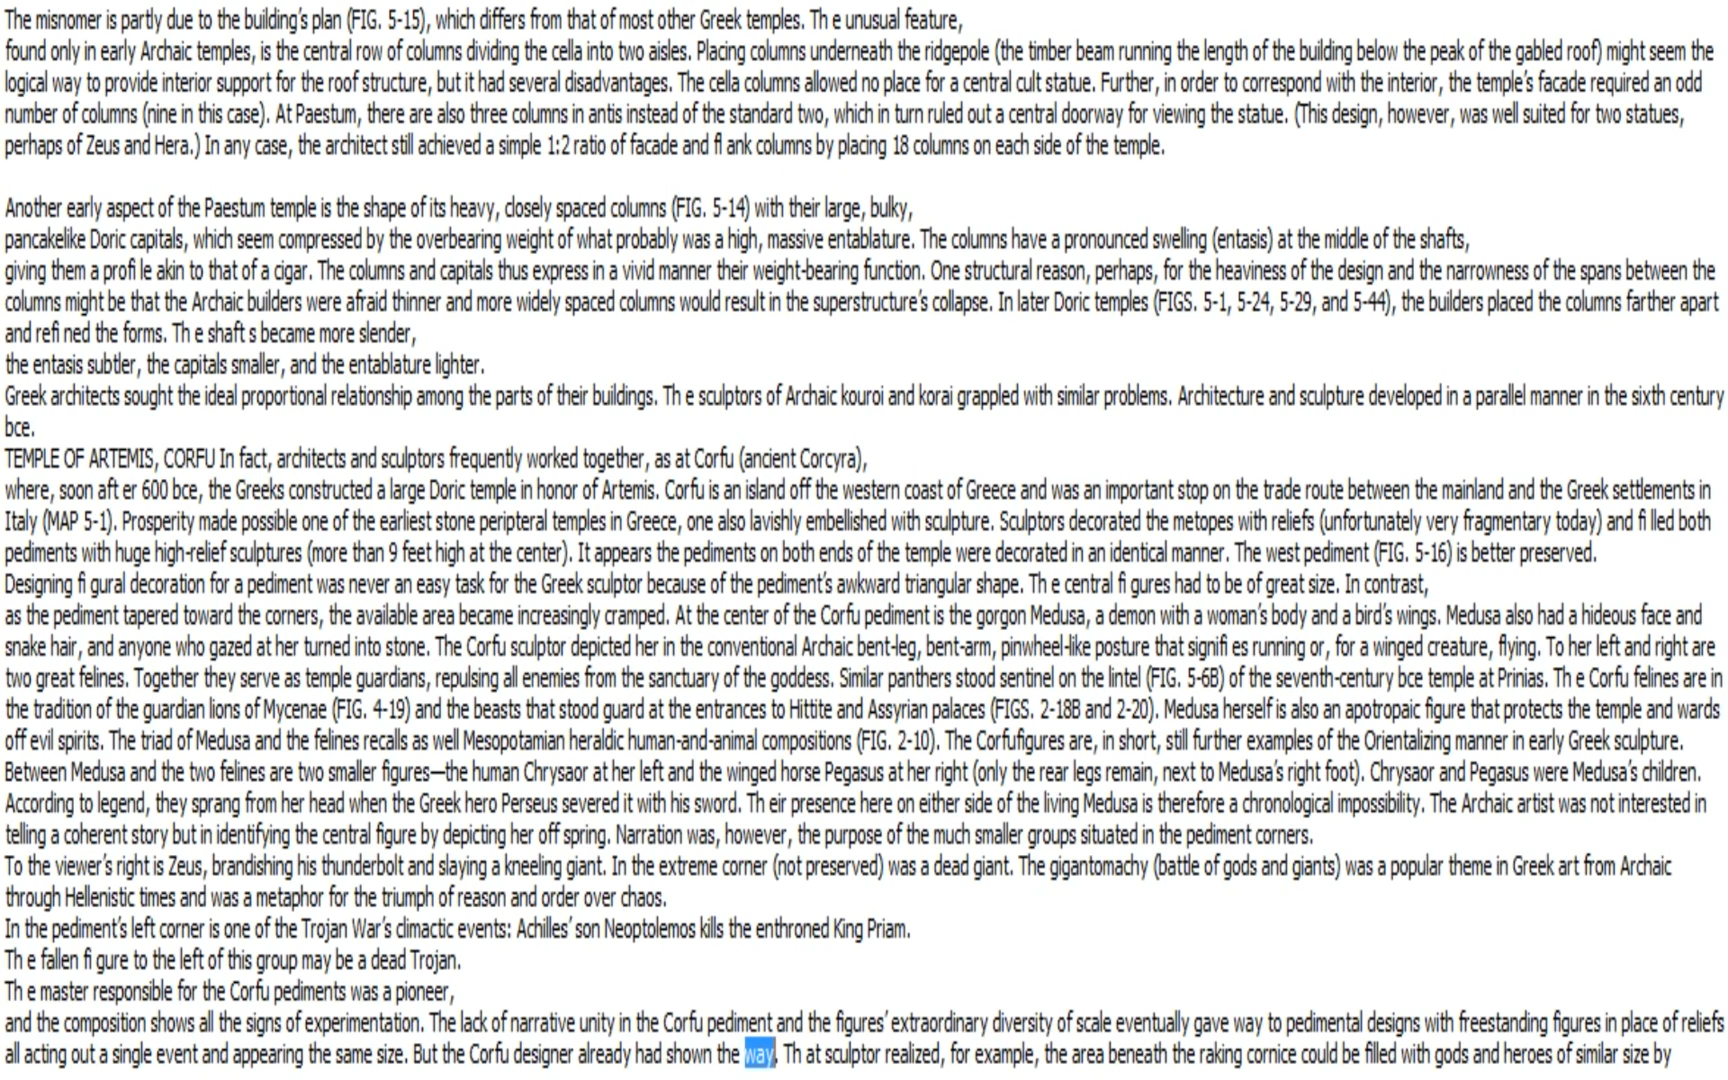 The misnomer is partly due to the building's plan (FIG. 5-15), which differs from that of most other Greek temples. Th e unusual feature,
found only in early Archaic temples, is the central row of columns dividing the cella into two aisles. Placing columns underneath the ridgepole (the timber beam running the length of the building below the peak of the gabled roof) might seem the
logical way to provide interior support for the roof structure, but it had several disadvantages. The cella columns allowed no place for a central cult statue. Further, in order to correspond with the interior, the temple's facade required an odd
number of columns (nine in this case). At Paestum, there are also three columns in antis instead of the standard two, which in turn ruled out a central doorway for viewing the statue. (This design, however, was well suited for two statues,
perhaps of Zeus and Hera.) In any case, the architect still achieved a simple 1:2 ratio of facade and fl ank columns by placing 18 columns on each side of the temple.
Another early aspect of the Paestum temple is the shape of its heavy, closely spaced columns (FIG. 5-14) with their large, bulky,
pancakelike Doric capitals, which seem compressed by the overbearing weight of what probably was a high, massive entablature. The columns have a pronounced swelling (entasis) at the middle of the shafts,
giving them a profi le akin to that of a cigar. The columns and capitals thus express in a vivid manner their weight-bearing function. One structural reason, perhaps, for the heaviness of the design and the narrowness of the spans between the
columns might be that the Archaic builders were afraid thinner and more widely spaced columns would result in the superstructure's collapse. In later Doric temples (FIGS. 5-1, 5-24, 5-29, and 5-44), the builders placed the columns farther apart
and refi ned the forms. Th e shaft s became more slender,
the entasis subtler, the capitals smaller, and the entablature lighter.
Greek architects sought the ideal proportional relationship among the parts of their buildings. Th e sculptors of Archaic kouroi and korai grappled with similar problems. Architecture and sculpture developed in a parallel manner in the sixth century
bce.
TEMPLE OF ARTEMIS, CORFU In fact, architects and sculptors frequently worked together, as at Corfu (ancient Corcyra),
where, soon aft er 600 bce, the Greeks constructed a large Doric temple in honor of Artemis. Corfu is an island off the western coast of Greece and was an important stop on the trade route between the mainland and the Greek settlements in
Italy (MAP 5-1). Prosperity made possible one of the earliest stone peripteral temples in Greece, one also lavishly embellished with sculpture. Sculptors decorated the metopes with reliefs (unfortunately very fragmentary today) and fi lled both
pediments with huge high-relief sculptures (more than 9 feet high at the center). It appears the pediments on both ends of the temple were decorated in an identical manner. The west pediment (FIG. 5-16) is better preserved.
Designing fi gural decoration for a pediment was never an easy task for the Greek sculptor because of the pediment's awkward triangular shape. Th e central fi gures had to be of great size. In contrast,
as the pediment tapered toward the corners, the available area became increasingly cramped. At the center of the Corfu pediment is the gorgon Medusa, a demon with a woman's body and a bird's wings. Medusa also had a hideous face and
snake hair, and anyone who gazed at her turned into stone. The Corfu sculptor depicted her in the conventional Archaic bent-leg, bent-arm, pinwheel-like posture that signifi es running or, for a winged creature, flying. To her left and right are
two great felines. Together they serve as temple guardians, repulsing all enemies from the sanctuary of the goddess. Similar panthers stood sentinel on the lintel (FIG. 5-6B) of the seventh-century bce temple at Prinias. Th e Corfu felines are in
the tradition of the guardian lions of Mycenae (FIG. 4-19) and the beasts that stood guard at the entrances to Hittite and Assyrian palaces (FIGS. 2-18B and 2-20). Medusa herself is also an apotropaic figure that protects the temple and wards
off evil spirits. The triad of Medusa and the felines recalls as well Mesopotamian heraldic human-and-animal compositions (FIG. 2-10). The Corfufigures are, in short, still further examples of the Orientalizing manner in early Greek sculpture.
Between Medusa and the two felines are two smaller figures—the human Chrysaor at her left and the winged horse Pegasus at her right (only the rear legs remain, next to Medusa's right foot). Chrysaor and Pegasus were Medusa's children.
According to legend, they sprang from her head when the Greek hero Perseus severed it with his sword. Th eir presence here on either side of the living Medusa is therefore a chronological impossibility. The Archaic artist was not interested in
telling a coherent story but in identifying the central figure by depicting her off spring. Narration was, however, the purpose of the much smaller groups situated in the pediment corners.
To the viewer's right is Zeus, brandishing his thunderbolt and slaying a kneeling giant. In the extreme corner (not preserved) was a dead giant. The gigantomachy (battle of gods and giants) was a popular theme in Greek art from Archaic
through Hellenistic times and was a metaphor for the triumph of reason and order over chaos.
In the pediment's left corner is one of the Trojan War's climactic events: Achilles' son Neoptolemos kills the enthroned King Priam.
Th e fallen fi gure to the left of this group may be a dead Trojan.
Th e master responsible for the Corfu pediments was a pioneer,
and the composition shows all the signs of experimentation. The lack of narrative unity in the Corfu pediment and the figures' extraordinary diversity of scale eventually gave way to pedimental designs with freestanding figures in place of reliefs
all acting out a single event and appearing the same size. But the Corfu designer already had shown the way. Th at sculptor realized, for example, the area beneath the raking cornice could be filled with gods and heroes of similar size by